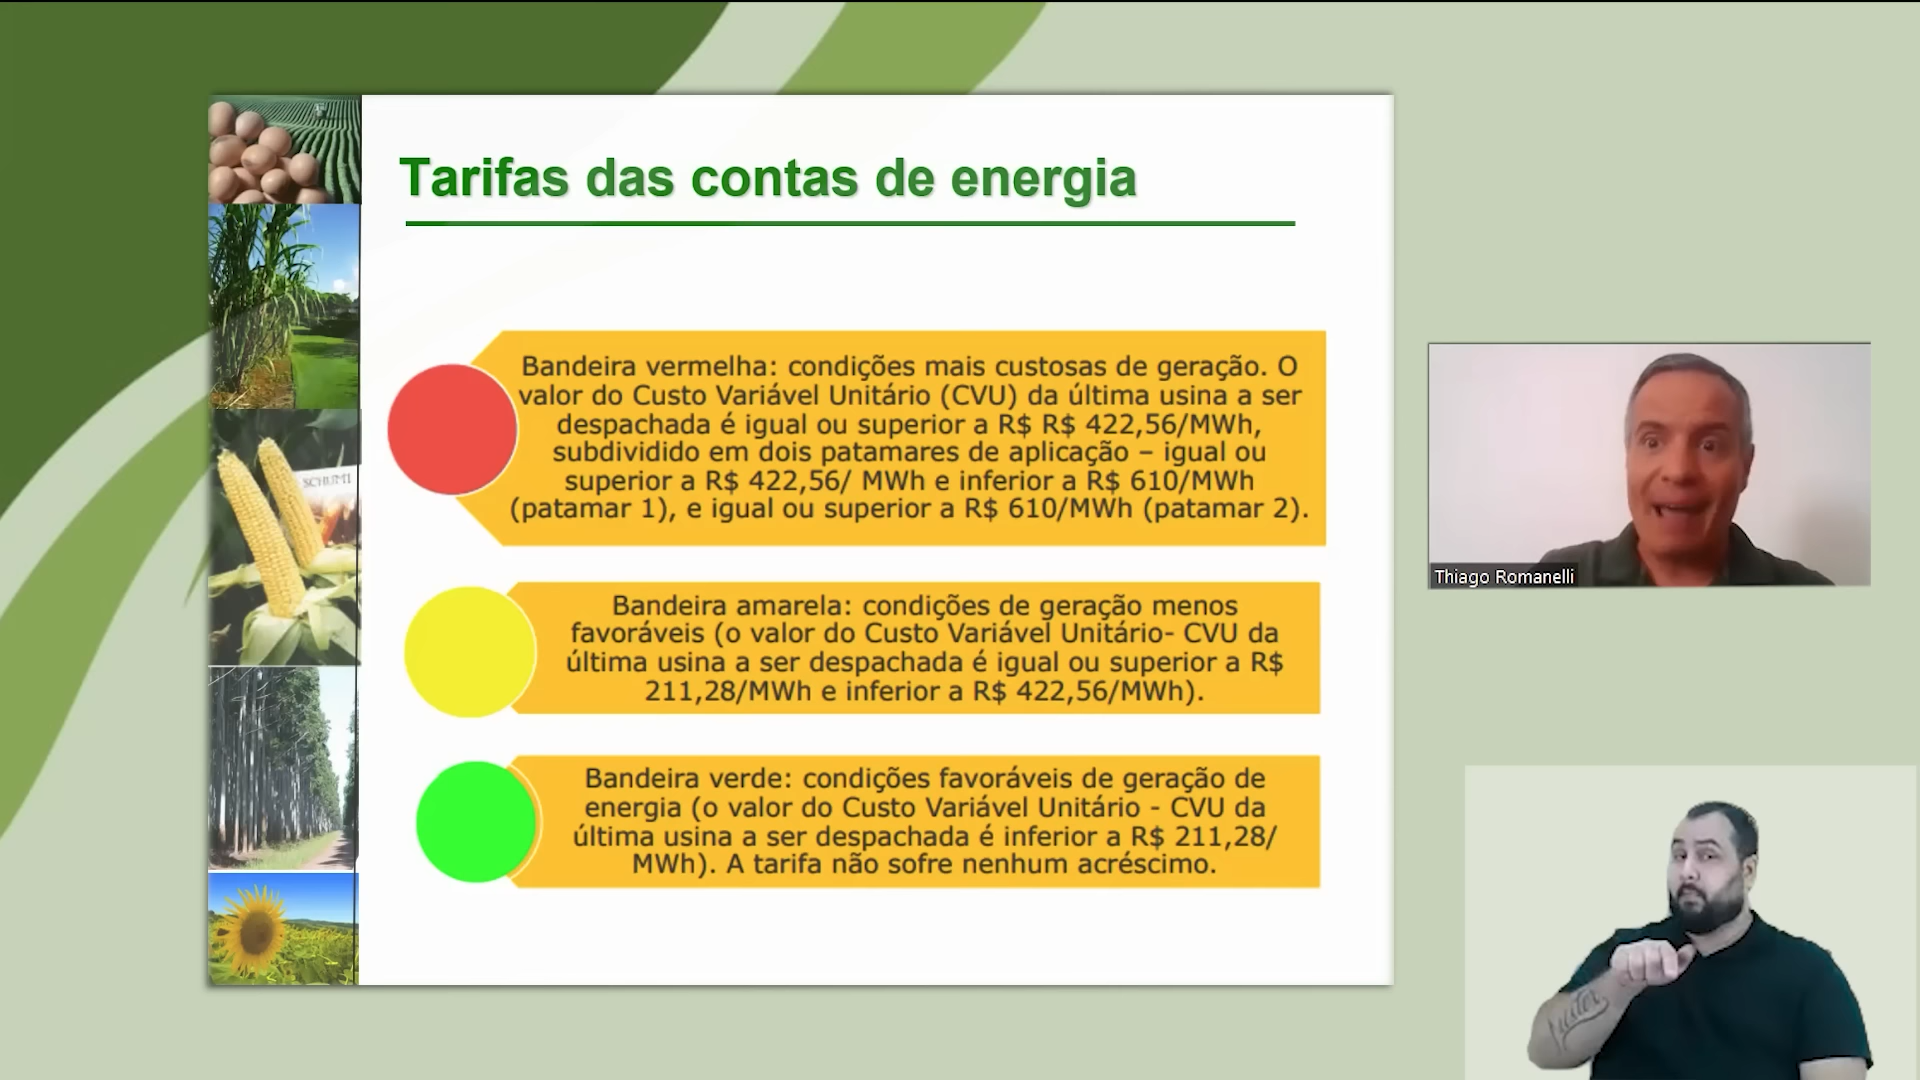 Tarifas das contas de energia
Bandeira vermelha: condições mais custosas de geração. O
valor do Custo Variável Unitário (CVU) da última usina a ser
despachada é igual ou superior a R$ R$ 422,56/MWh,
subdividido em dois patamares de aplicação – igual ou
superior a R$ 422,56/ MWh e inferior a R$ 610/MWh
(patamar 1), e igual ou superior a R$ 610/MWh (patamar 2).
Bandeira amarela: condições de geração menos
favoráveis (o valor do Custo Variável Unitário- CVU da
última usina a ser despachada é igual ou superior a R$
211,28/MWh e inferior a R$ 422,56/MWh).
Bandeira verde: condições favoráveis de geração de
energia (o valor do Custo Variável Unitário - CVU da
última usina a ser despachada é inferior a R$ 211,28/
MWh). A tarifa não sofre nenhum acréscimo.
Thiago Romanelli